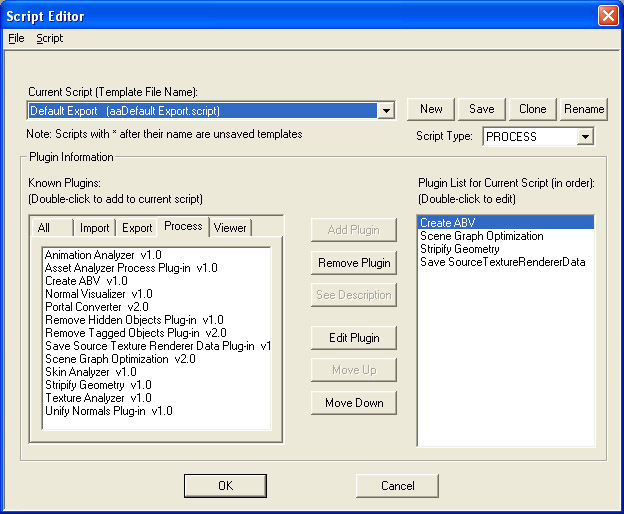 Script Editor
File Script
Current Script (Template File Name):
Default Export (aaDefault Export.script)
New Save Clone Rename
Note: Scripts with * after their name are unsaved templates
Script Type: PROCESS
Plugin Information
Known Plugins:
(Double-click to add to current script)
All Import Export Process Viewer
Animation Analyzer v1.0
Asset Analyzer Process Plug-in v1.0
Create ABV v1.0
Normal Visualizer v1.0
Portal Converter v2.0
Remove Hidden Objects Plug-in v1.0
Remove Tagged Objects Plug-in v2.0
Save Source Texture Renderer Data Plug-in v1
Scene Graph Optimization v2.0
Skin Analyzer v1.0
Stripify Geometry v1.0
Texture Analyzer v1.0
Unify Normals Plug-in v1.0
Add Plugin
Remove Plugin
See Description
Edit Plugin
Move Up
Move Down
Plugin List for Current Script (in order):
(Double-click to edit)
Create ABV
Scene Graph Optimization
Stripify Geometry
Save SourceTextureRendererData
OK Cancel